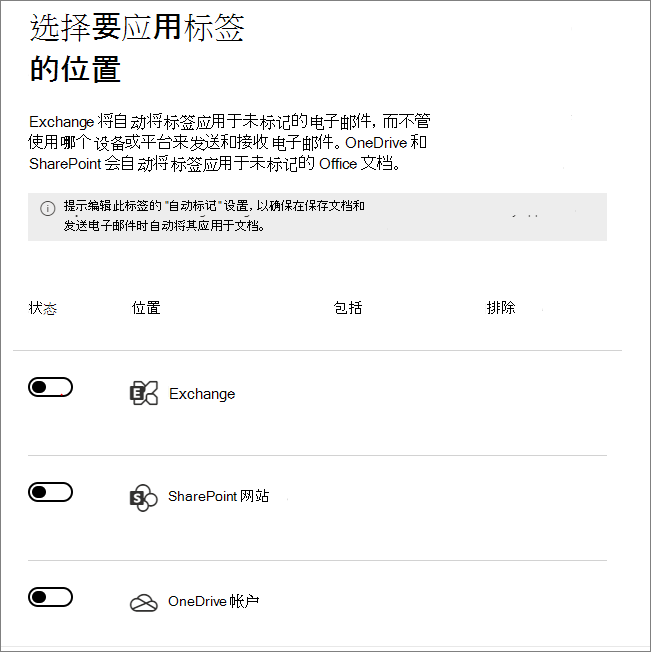 选择要应用标签
的位置
Exchange 将自动将标签应用于未标记的电子邮件，而不管
使用哪个设备或平台来发送和接收电子邮件。OneDrive 和
SharePoint 会自动将标签应用于未标记的 Office 文档。
提示编辑此标签的 "自动标记" 设置，以确保在保存文档和
发送电子邮件时自动将其应用于文档。
状态 位置 包括 排除
Exchange
SharePoint 网站
OneDrive 帐户